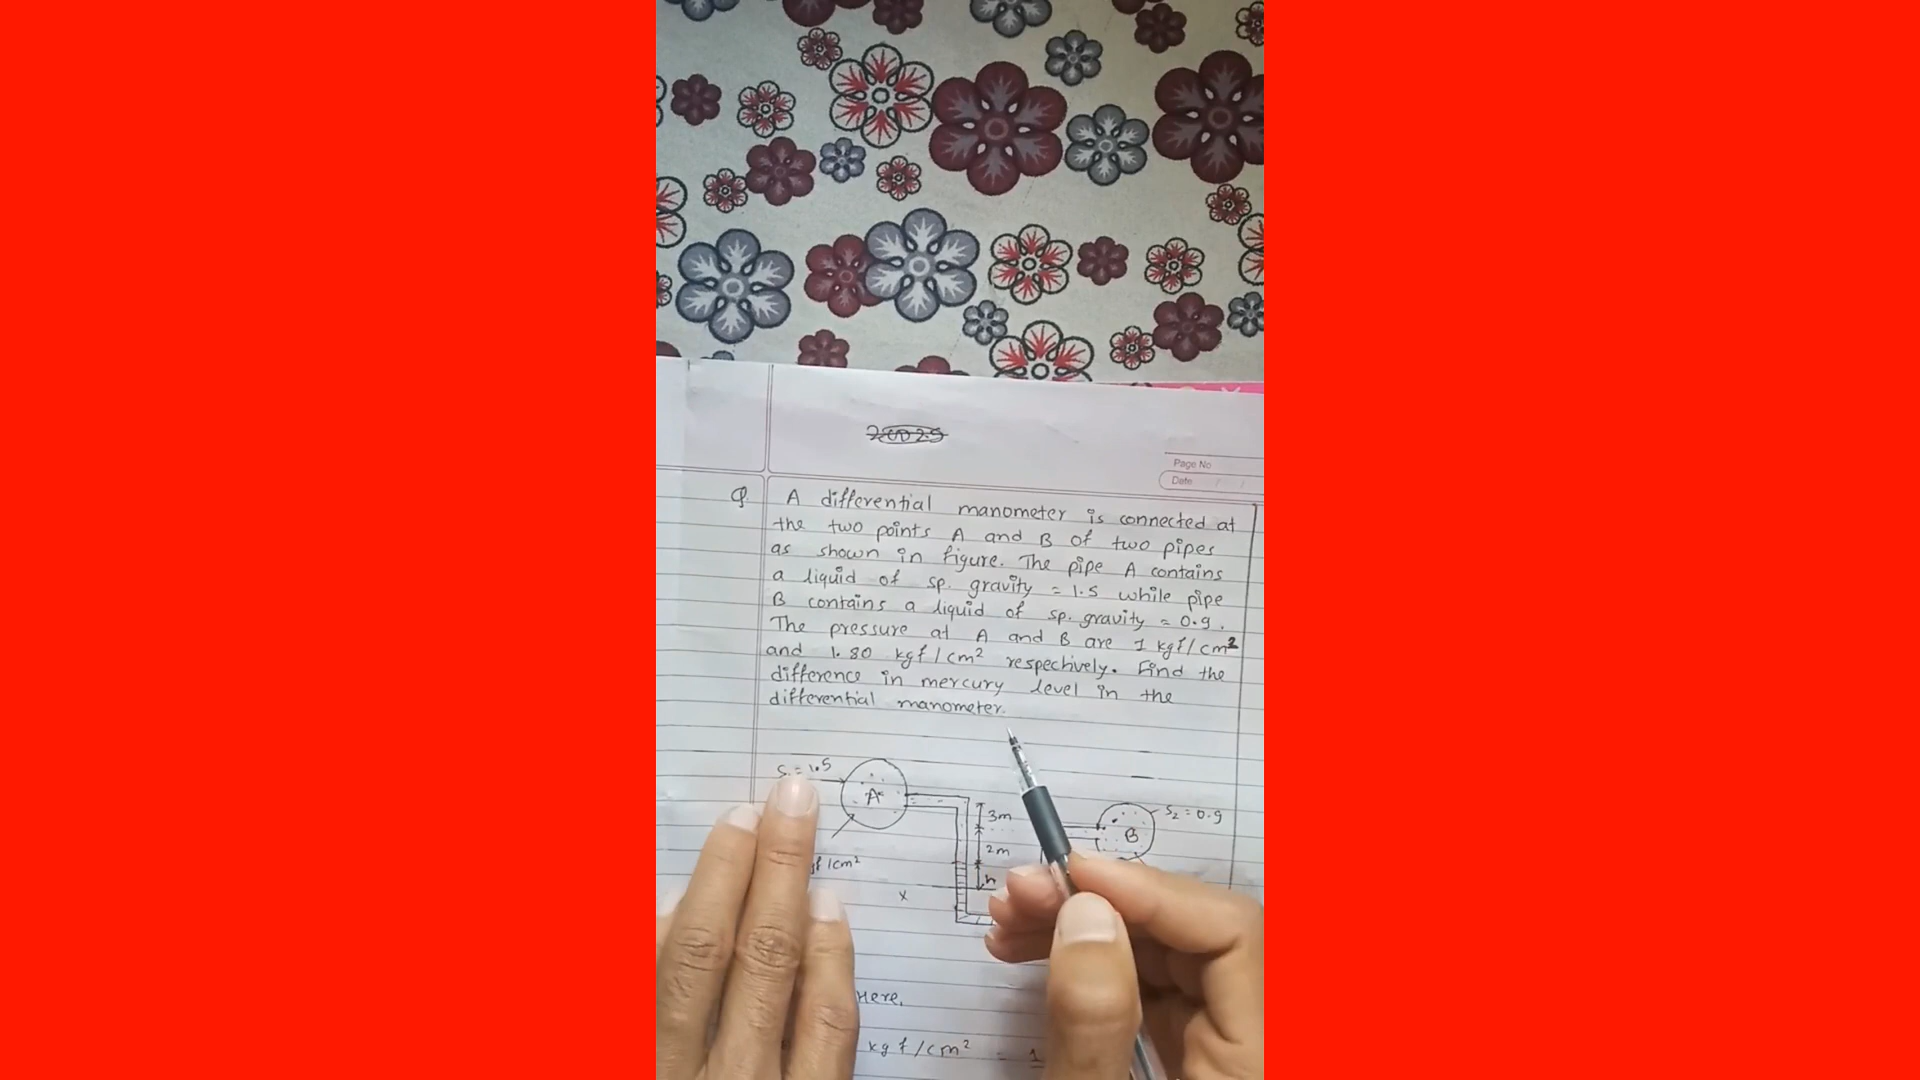 Page No
Date / /
Q. A differential manometer is connected at
the two points A and B of two pipes
as shown in figure. The pipe A contains
a liquid of sp. gravity = 1.5 while pipe
B contains a liquid of sp. gravity = 0.9.
The pressure at A and B are 1 kgf/cm²
and 1.80 kgf/cm² respectively. Find the
difference in mercury level in the
differential manometer.
S₁ = 1.5
A
3m
S₂ = 0.9
B
2m
f/cm²
h
X
Here,
kgf/cm² = 1